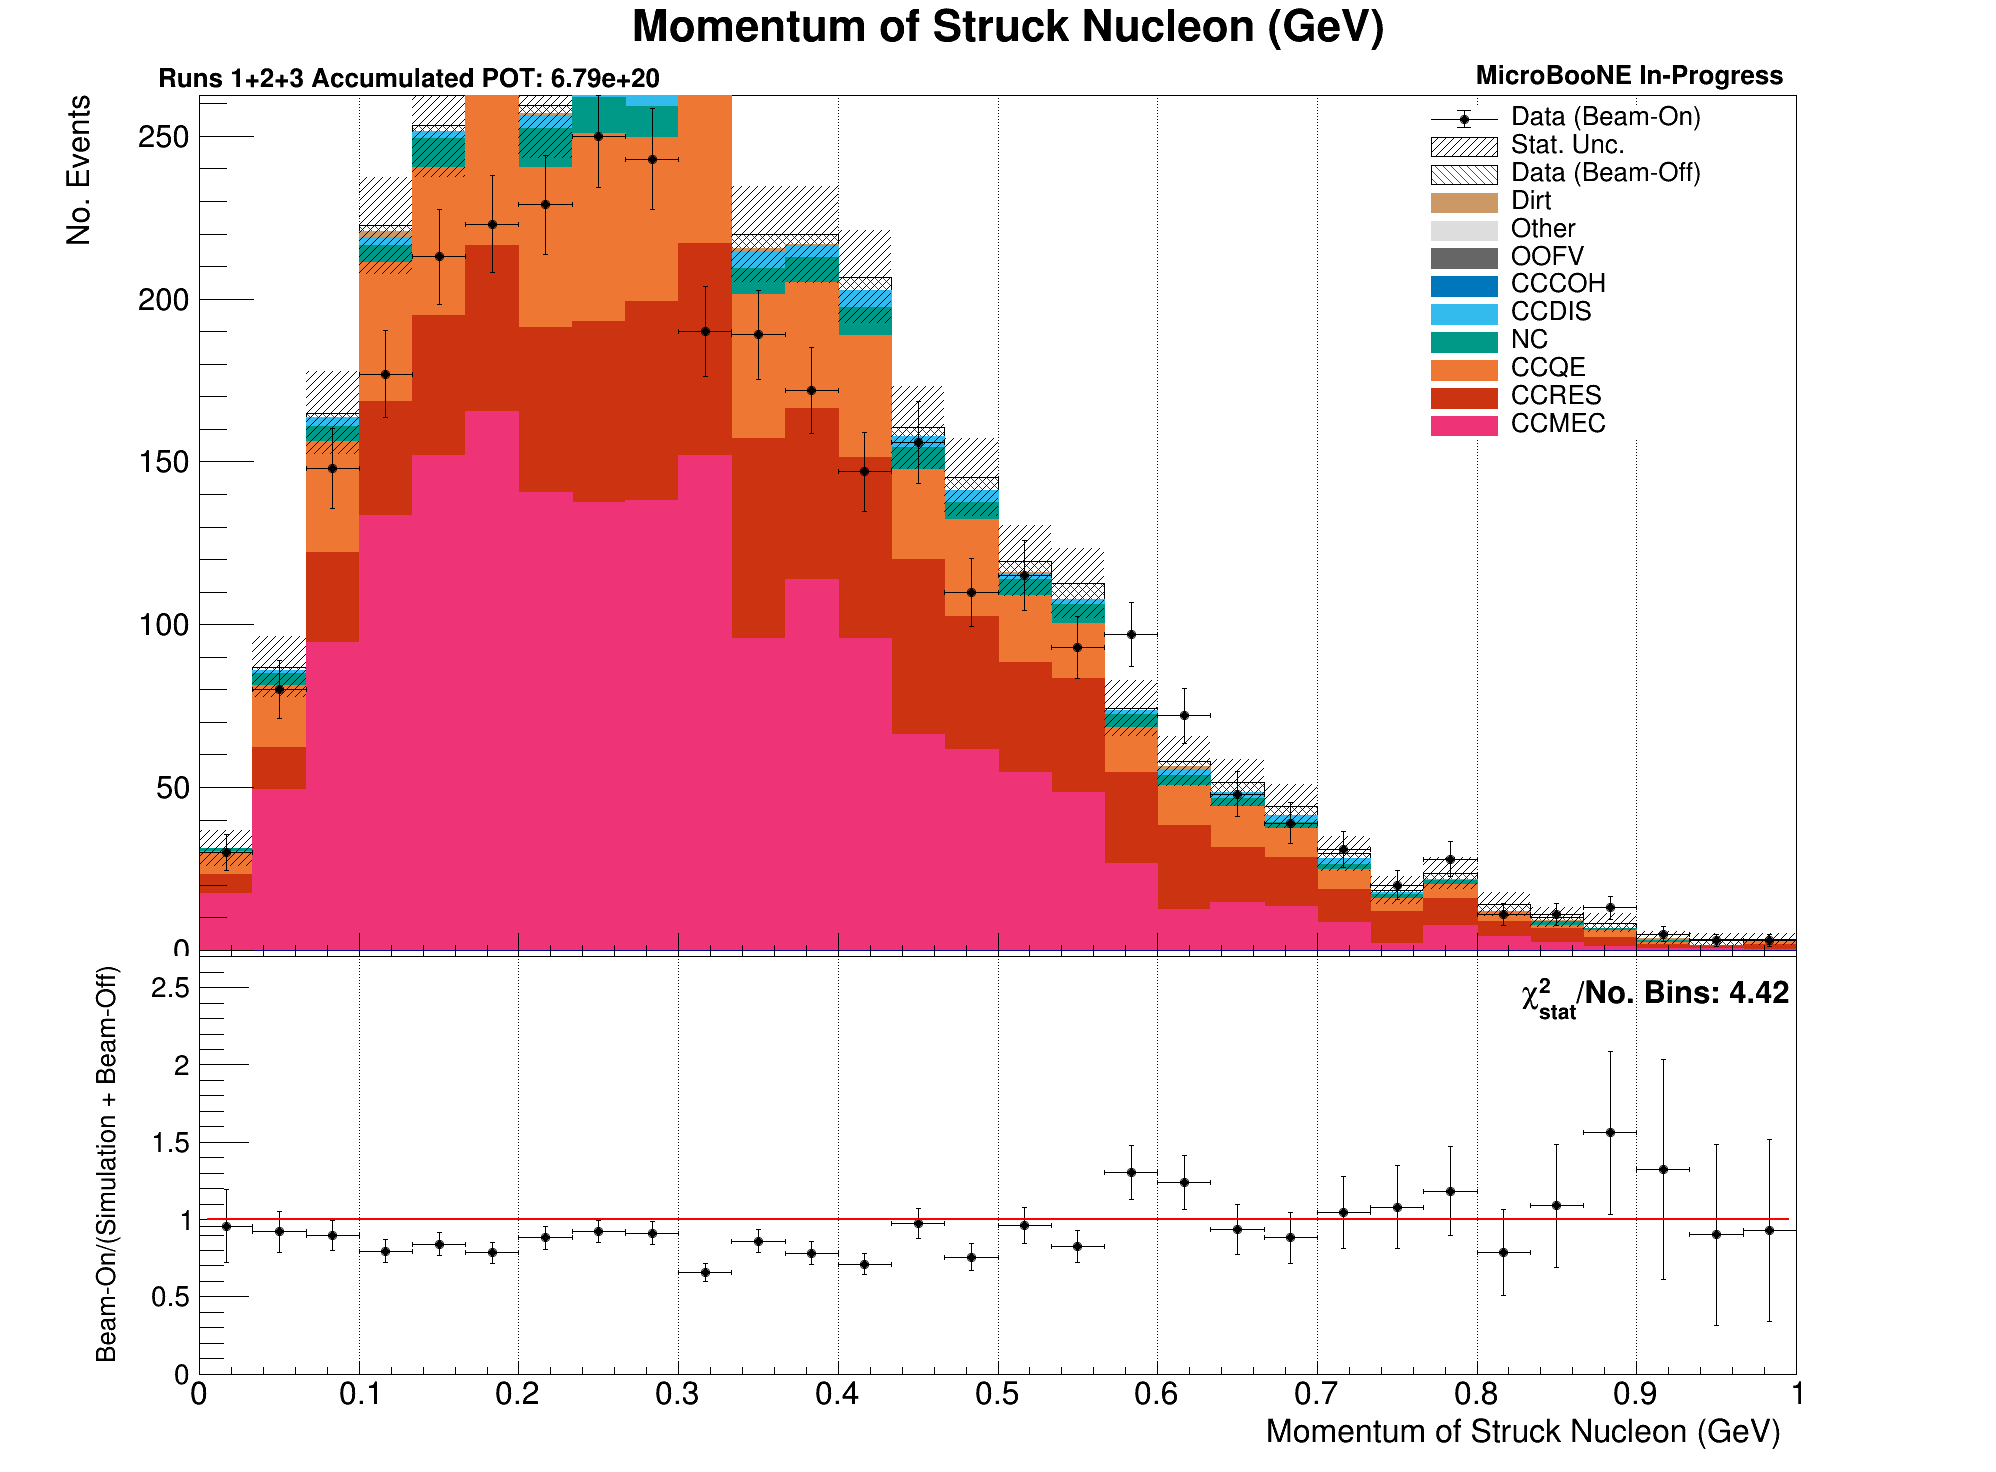 Momentum of Struck Nucleon (GeV)
Runs 1+2+3 Accumulated POT: 6.79e+20
MicroBooNE In-Progress
No. Events
250
200
150
100
50
0
Data (Beam-On)
Stat. Unc.
Data (Beam-Off)
Dirt
Other
OOFV
CCCOH
CCDIS
NC
CCQE
CCRES
CCMEC
Beam-On/(Simulation + Beam-Off)
2.5
2
1.5
1
0.5
0
χ²stat/No. Bins: 4.42
0 0.1 0.2 0.3 0.4 0.5 0.6 0.7 0.8 0.9 1
Momentum of Struck Nucleon (GeV)